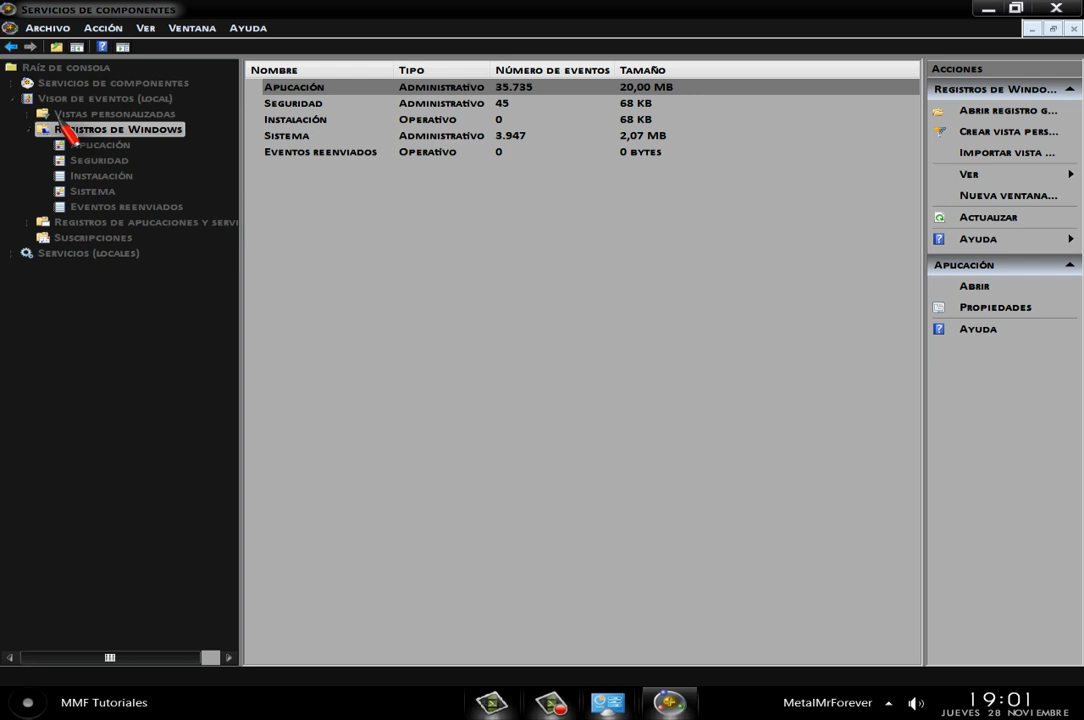 Servicios de componentes
Archivo Acción Ver Ventana Ayuda
Raíz de consola
Servicios de componentes
Visor de eventos (local)
Vistas personalizadas
Registros de Windows
Aplicación
Seguridad
Instalación
Sistema
Eventos reenviados
Registros de aplicaciones y servi
Suscripciones
Servicios (locales)
Nombre Tipo Número de eventos Tamaño
Aplicación Administrativo 35.735 20,00 MB
Seguridad Administrativo 45 68 KB
Instalación Operativo 0 68 KB
Sistema Administrativo 3.947 2,07 MB
Eventos reenviados Operativo 0 0 bytes
Acciones
Registros de Windo...
Abrir registro g...
Crear vista pers...
Importar vista ...
Ver
Nueva ventana...
Actualizar
Ayuda
Aplicación
Abrir
Propiedades
Ayuda
MMF Tutoriales
MetalMrForever
19:01
jueves 28 noviembre